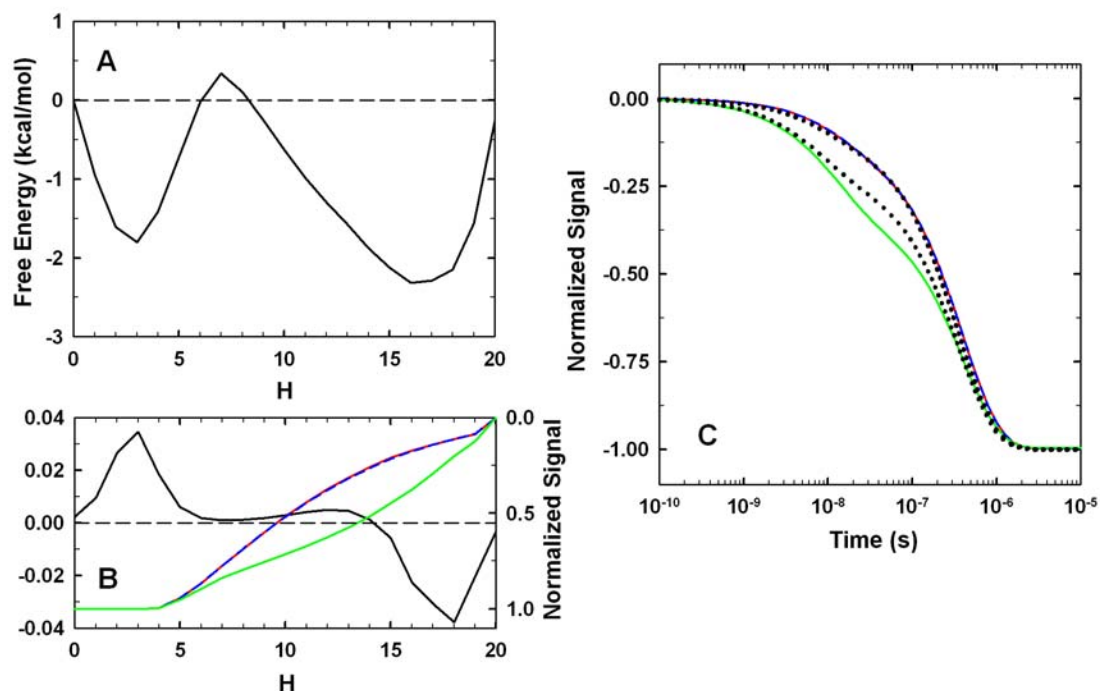 A
Free Energy (kcal/mol)
1
0
-1
-2
-3
0 5 10 15 20
H
B
0.04
0.02
0.00
-0.02
-0.04
0.0
0.5
1.0
Normalized Signal
0 5 10 15 20
H
C
Normalized Signal
0.00
-0.25
-0.50
-0.75
-1.00
10-10 10-9 10-8 10-7 10-6 10-5
Time (s)